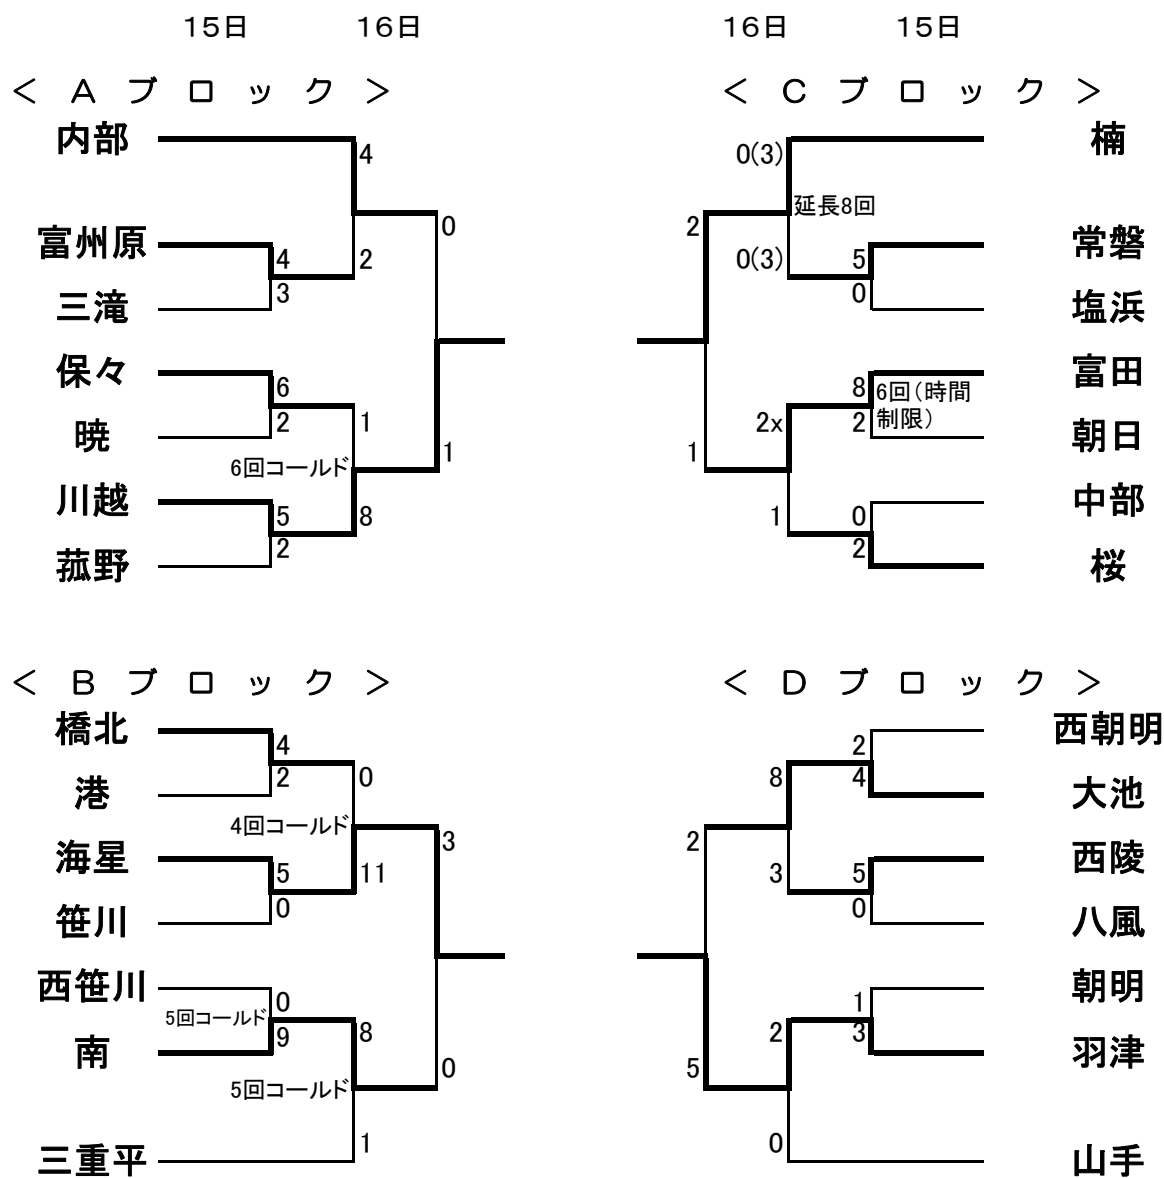 15日 16日
16日 15日
＜ A ブ ロ ッ ク ＞
内部
4
0
富州原
4
2
三滝
3
保々
6
暁
2
1
6回コールド
1
川越
5
8
菰野
2
＜ C ブ ロ ッ ク ＞
楠
0(3)
延長8回
2
常磐
0(3)
5
塩浜
0
富田
8
6回（時間
制限）
朝日
2x
2
1
中部
1
0
桜
2
＜ B ブ ロ ッ ク ＞
橋北
4
港
2
0
4回コールド
3
海星
5
11
笹川
0
西笹川
0
5回コールド
南
9
8
5回コールド
0
三重平
1
＜ D ブ ロ ッ ク ＞
西朝明
2
大池
8
4
2
西陵
3
5
八風
0
朝明
1
羽津
2
3
5
山手
0